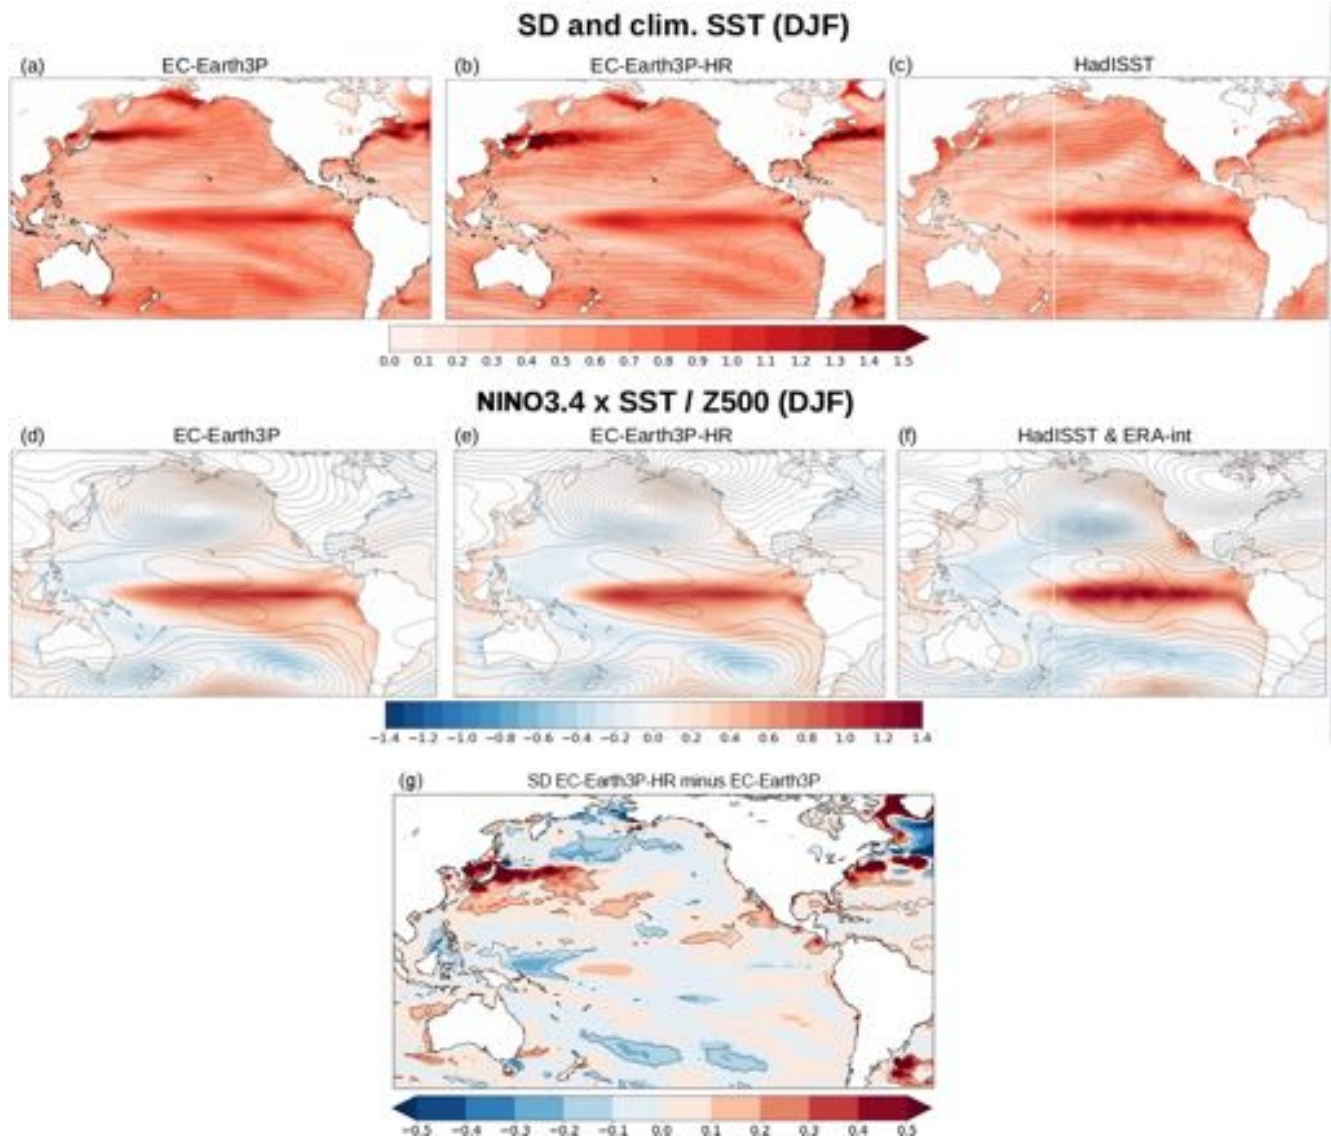 SD and clim. SST (DJF)
(a) EC-Earth3P (b) EC-Earth3P-HR (c) HadISST
0.0 0.1 0.2 0.3 0.4 0.5 0.6 0.7 0.8 0.9 1.0 1.1 1.2 1.3 1.4 1.5
NINO3.4 x SST / Z500 (DJF)
(d) EC-Earth3P (e) EC-Earth3P-HR (f) HadISST & ERA-int
−1.4 −1.2 −1.0 −0.8 −0.6 −0.4 −0.2 0.0 0.2 0.4 0.6 0.8 1.0 1.2 1.4
(g) SD EC-Earth3P-HR minus EC-Earth3P
−0.5 −0.4 −0.3 −0.2 −0.1 0.0 0.1 0.2 0.3 0.4 0.5